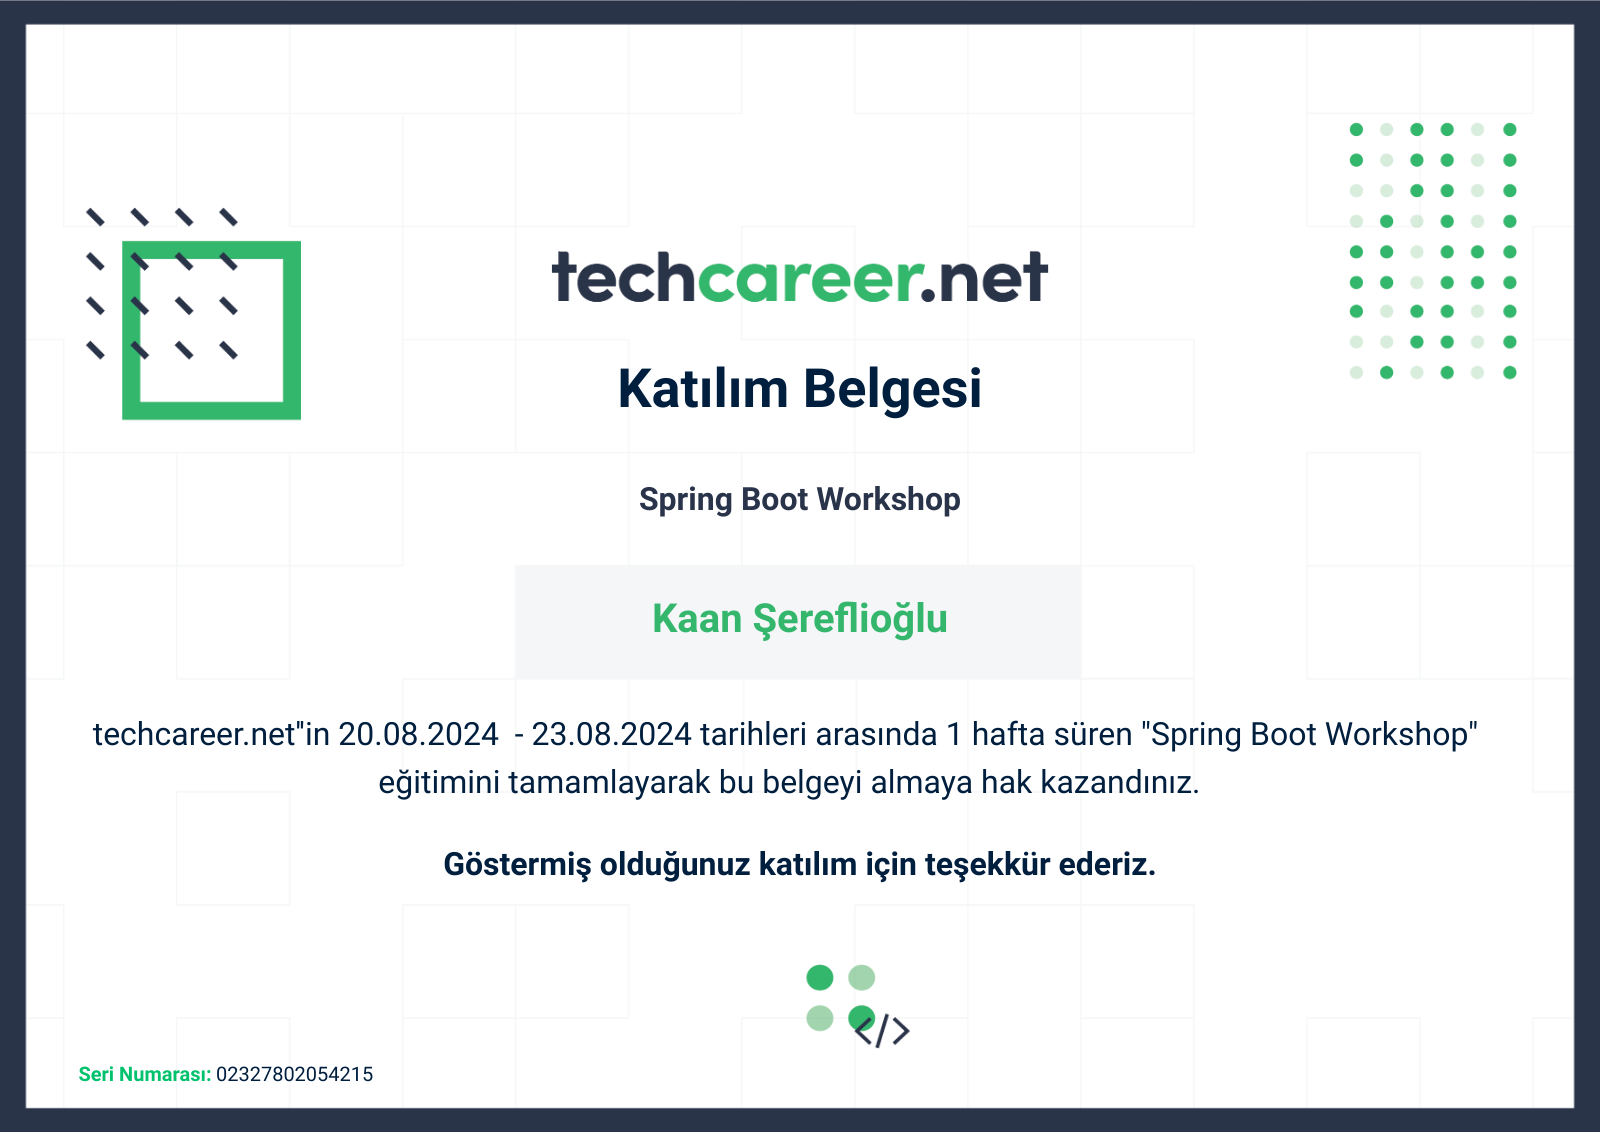 techcareer.net
Katılım Belgesi
Spring Boot Workshop
Kaan Şereflioğlu
techcareer.net"in 20.08.2024  - 23.08.2024 tarihleri arasında 1 hafta süren "Spring Boot Workshop"
eğitimini tamamlayarak bu belgeyi almaya hak kazandınız.
Göstermiş olduğunuz katılım için teşekkür ederiz.
</>
Seri Numarası: 02327802054215